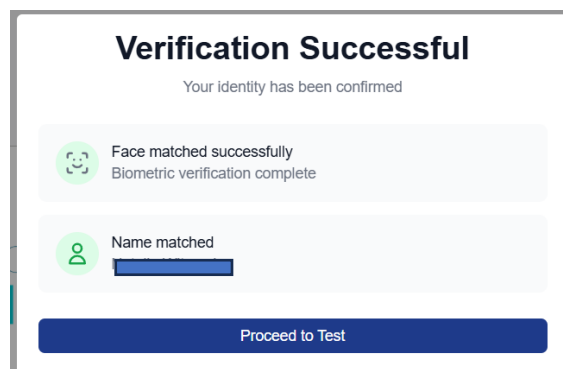 Verification Successful
Your identity has been confirmed
Face matched successfully
Biometric verification complete
Name matched
Proceed to Test